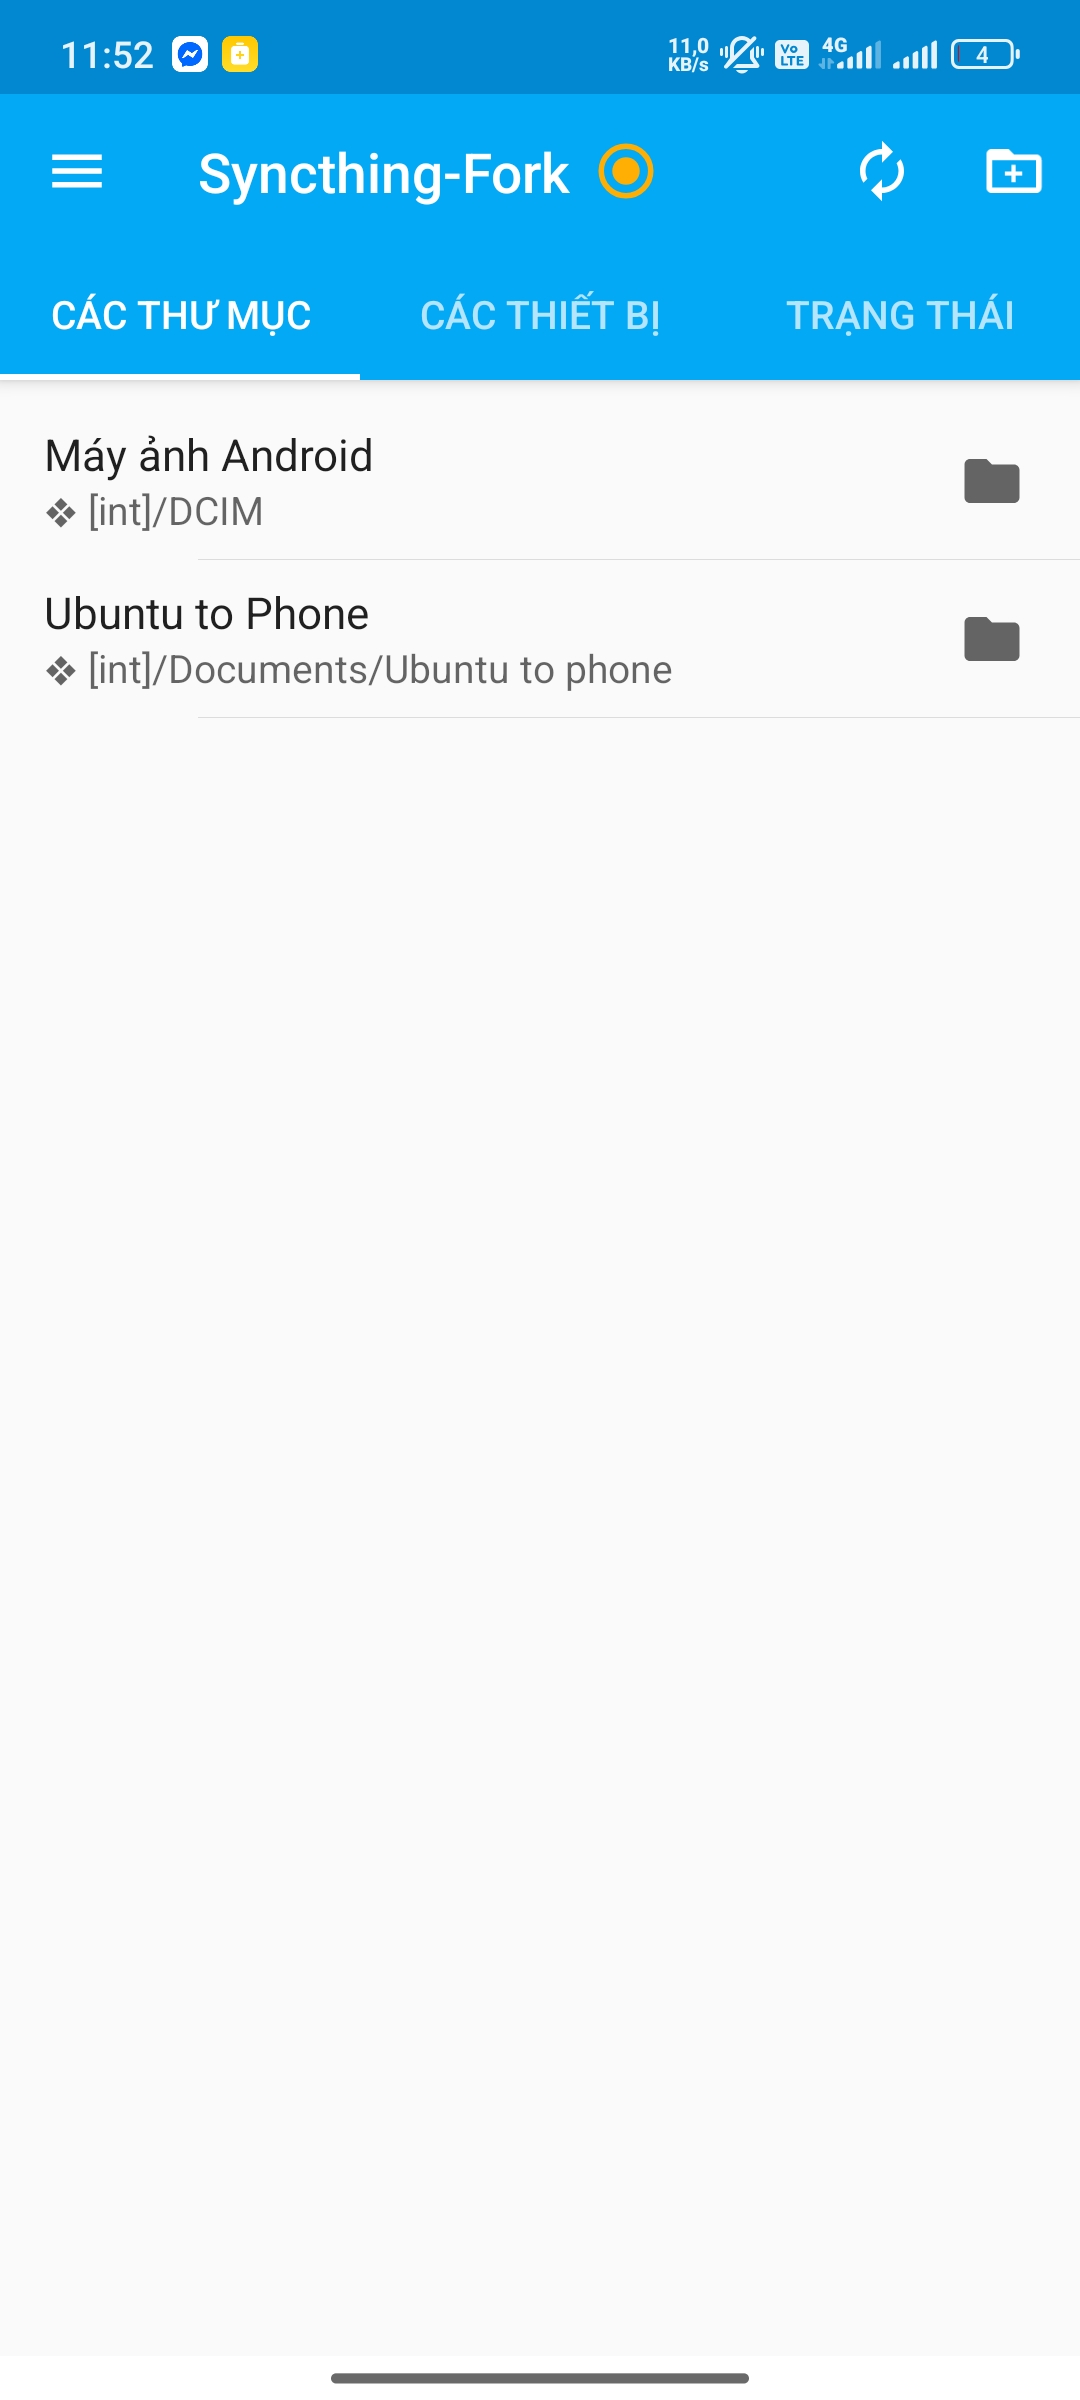 11:52
11,0
KB/s
Vo
LTE
4G
4
Syncthing-Fork
CÁC THƯ MỤC
CÁC THIẾT BỊ
TRẠNG THÁI
Máy ảnh Android
❖ [int]/DCIM
Ubuntu to Phone
❖ [int]/Documents/Ubuntu to phone